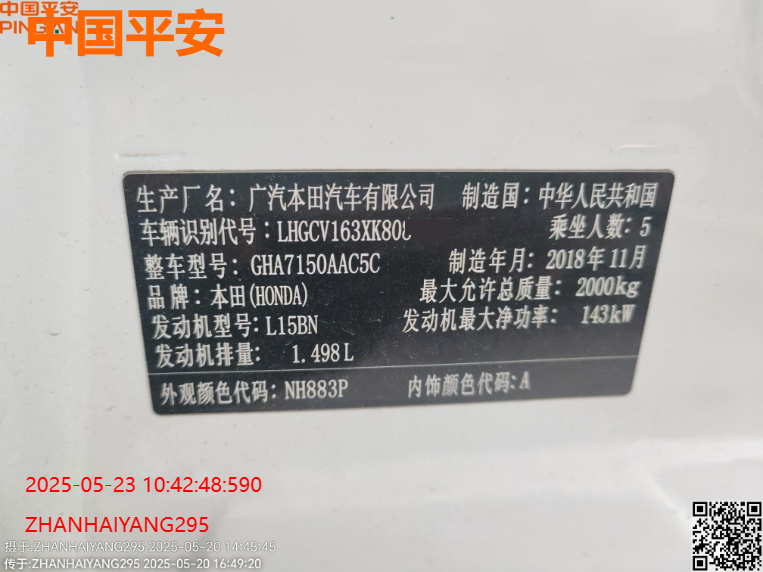 中国平安
PINGAN
中国平安
生产厂名：广汽本田汽车有限公司 制造国：中华人民共和国
车辆识别代号：LHGCV163XK80 乘坐人数：5
整车型号：GHA7150AAC5C 制造年月：2018年11月
品牌：本田(HONDA) 最大允许总质量：2000kg
发动机型号：L15BN 发动机最大净功率：143kW
发动机排量：1.498L
外观颜色代码：NH883P 内饰颜色代码：A
2025-05-23 10:42:48:590
ZHANHAIYANG295
摄于:ZHANHAIYANG295 2025-05-20 14:45:45
传于:ZHANHAIYANG295 2025-05-20 16:49:20